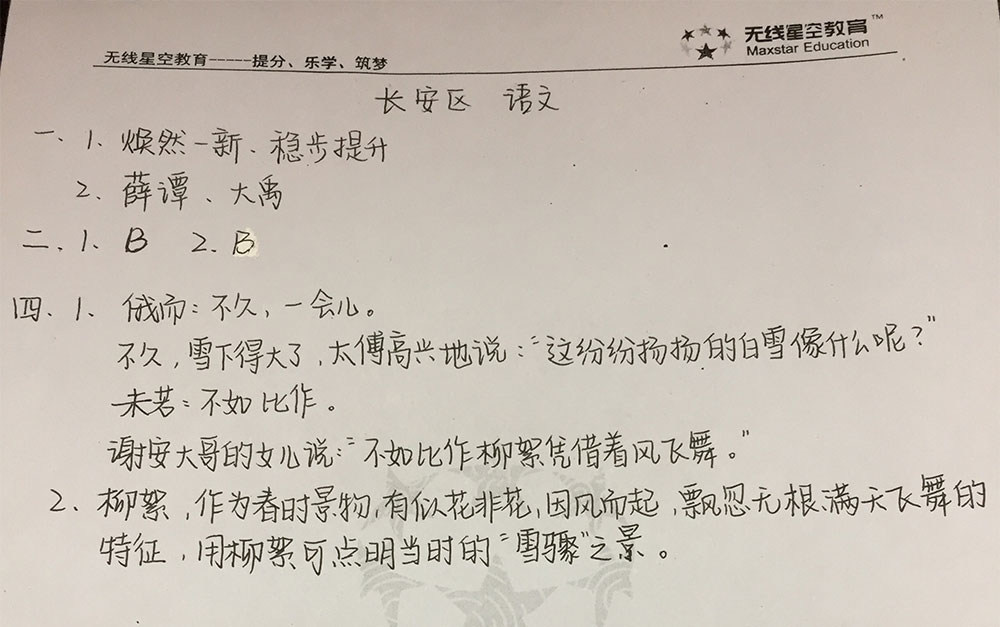 无线星空教育-----提分、乐学、筑梦
无线星空教育™
Maxstar Education
长安区 语文
一、1、焕然一新、稳步提升
2、薛谭、大禹
二、1、B 2、B
四、1、俄而:不久,一会儿。
不久,雪下得大了,太傅高兴地说:“这纷纷扬扬的白雪像什么呢?”
未若:不如比作。
谢安大哥的女儿说:“不如比作柳絮凭借着风飞舞。”
2、柳絮,作为春时景物,有似花非花,因风而起,飘忽无根、满天飞舞的
特征,用柳絮可点明当时的“雪骤”之景。